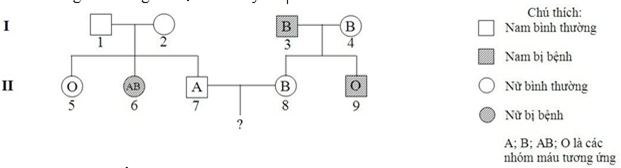 I
1
2
B
3
B
4
II
O
5
AB
6
A
7
B
8
O
9
?
Chú thích:
Nam bình thường
Nam bị bệnh
Nữ bình thường
Nữ bị bệnh
A; B; AB; O là các
nhóm máu tương ứng